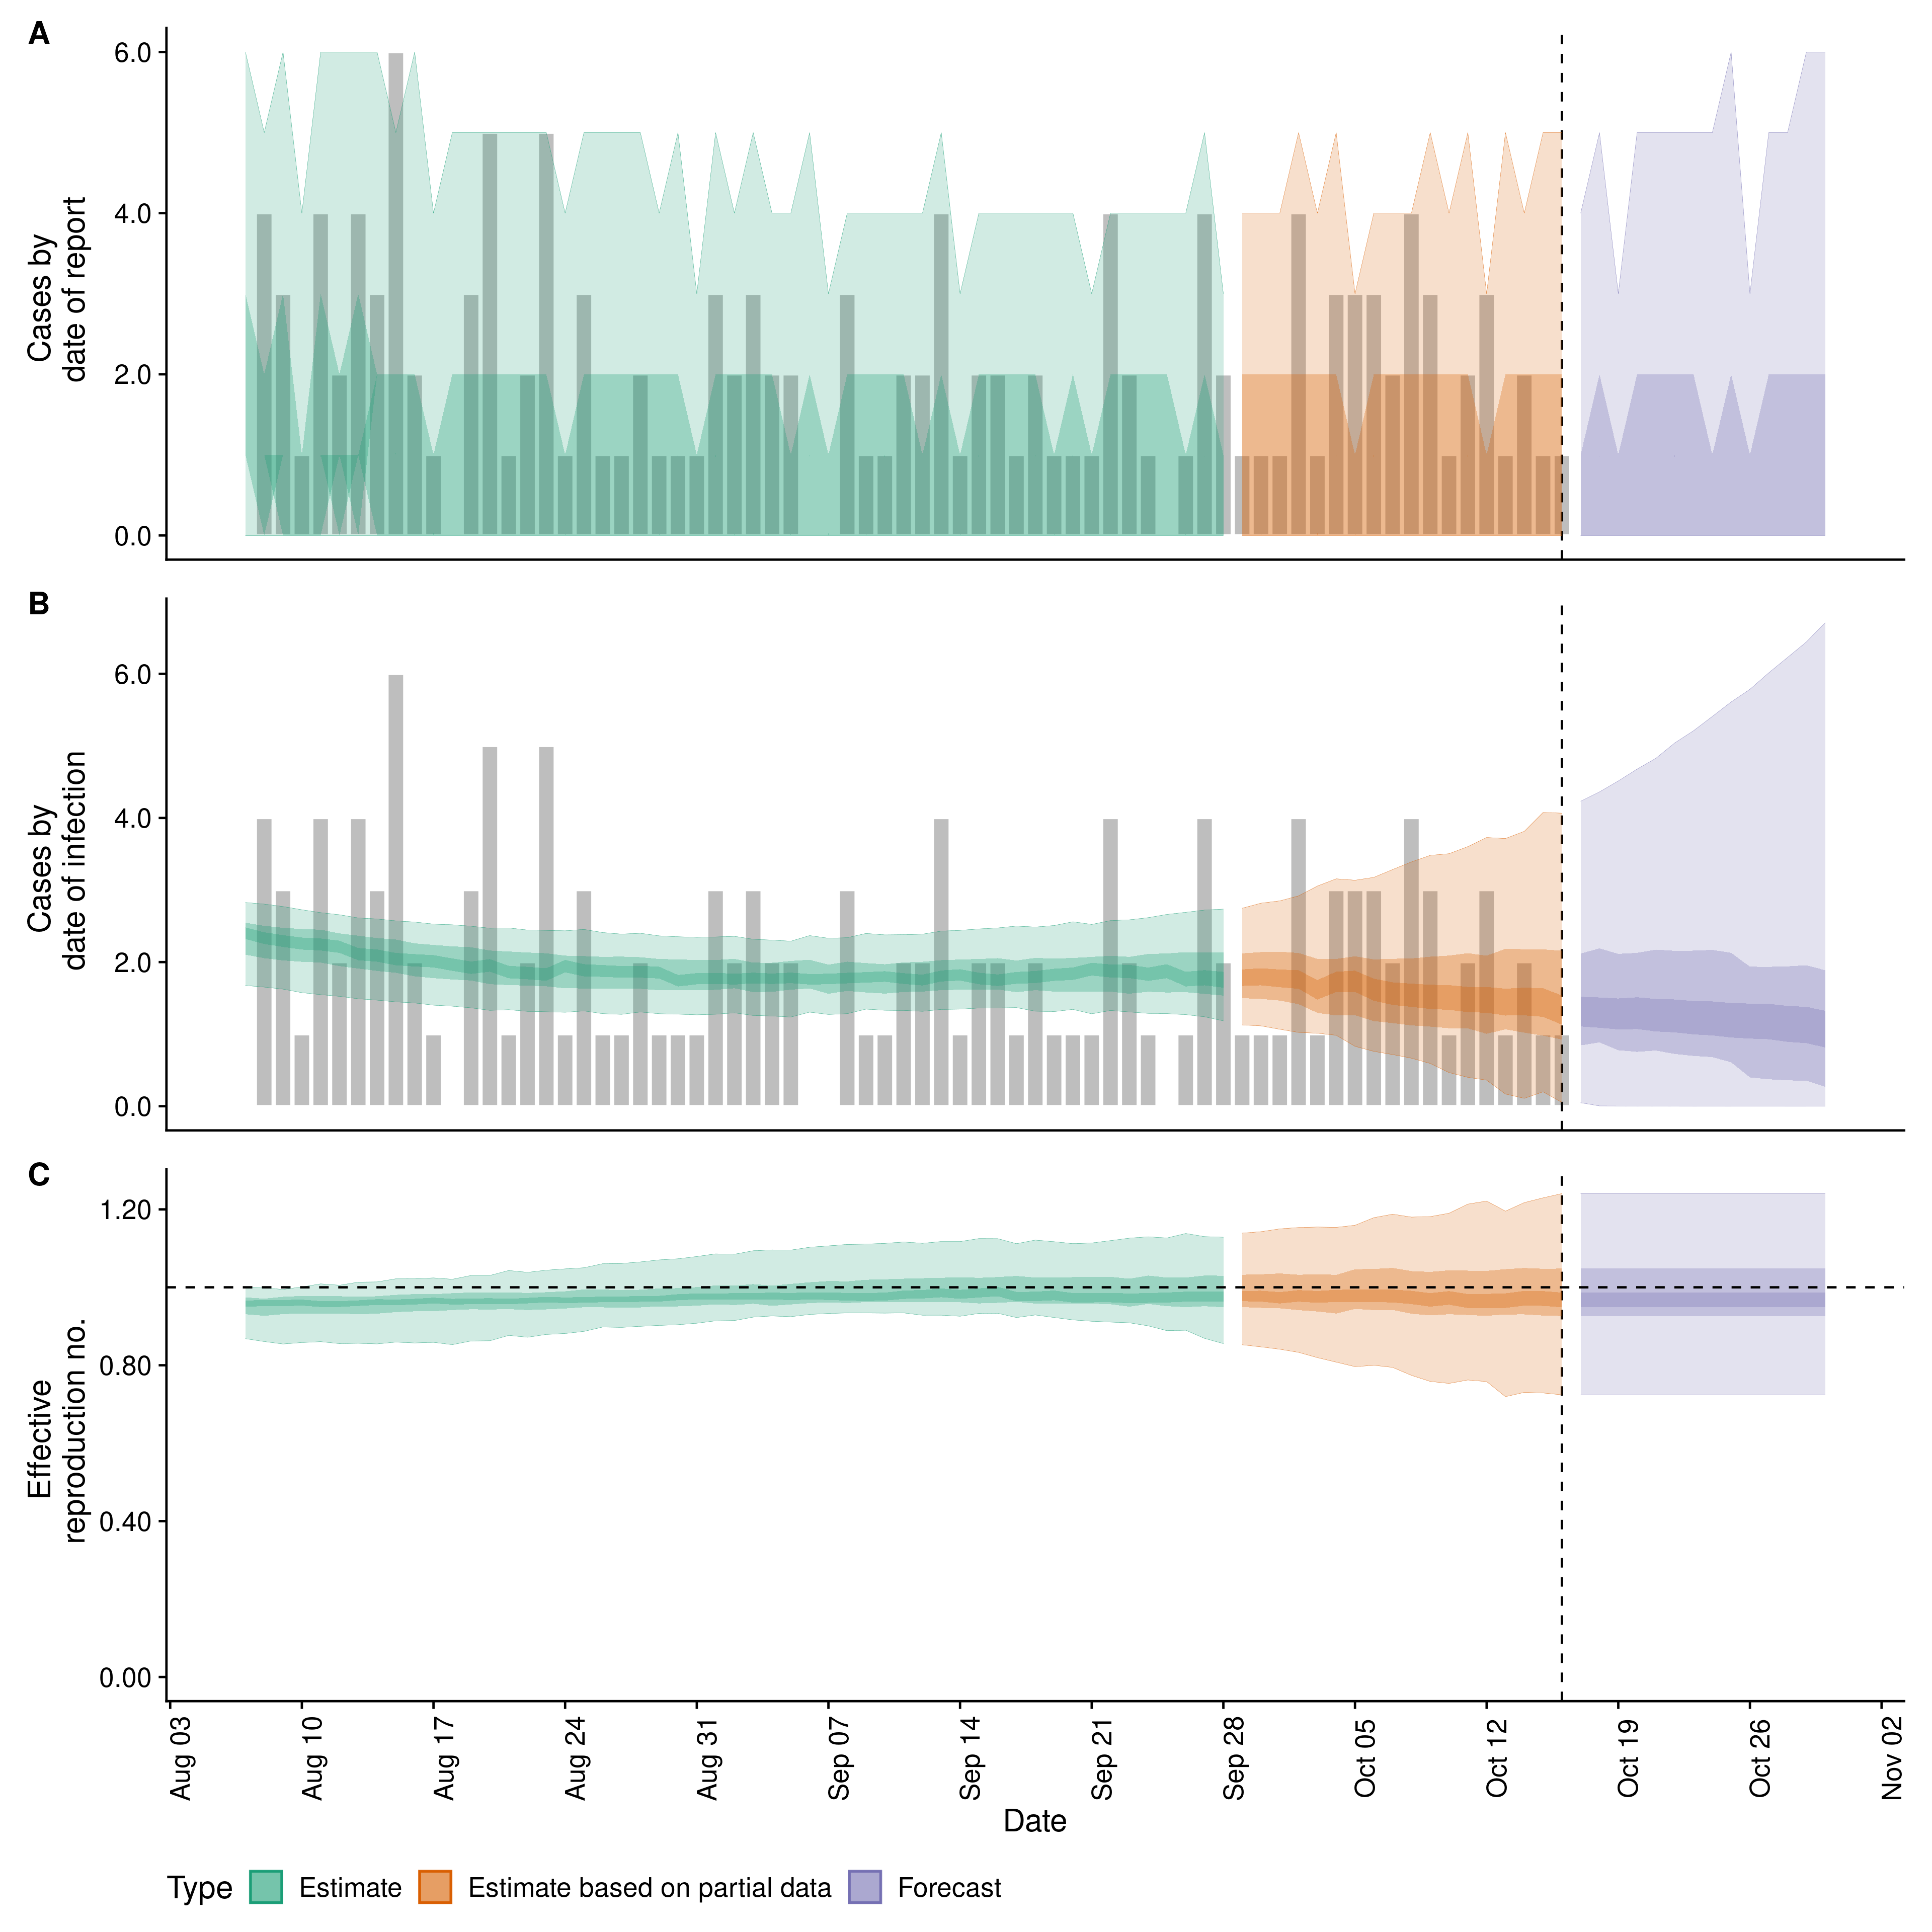 A
6.0
4.0
2.0
0.0
Cases by
date of report
B
6.0
4.0
2.0
0.0
Cases by
date of infection
C
1.20
0.80
0.40
0.00
Effective
reproduction no.
Aug 03
Aug 10
Aug 17
Aug 24
Aug 31
Sep 07
Sep 14
Sep 21
Sep 28
Oct 05
Oct 12
Oct 19
Oct 26
Nov 02
Date
Type Estimate Estimate based on partial data Forecast